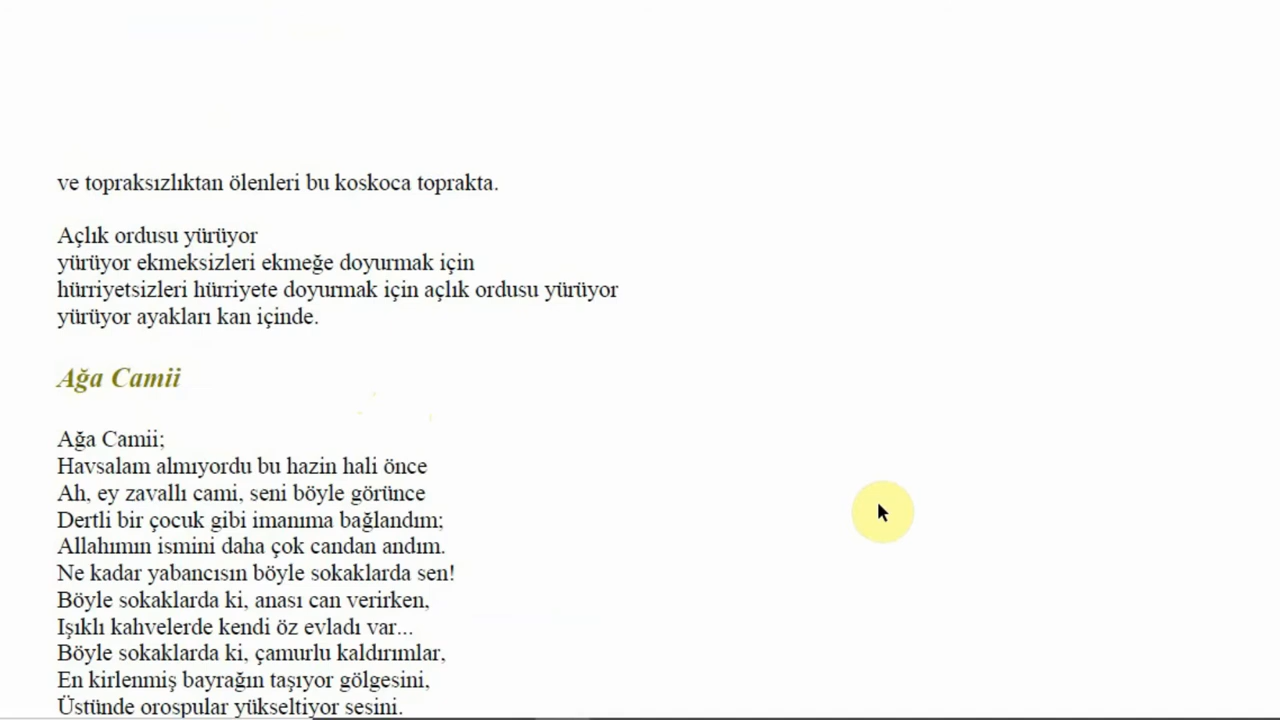 ve topraksızlıktan ölenleri bu koskoca toprakta.
Açlık ordusu yürüyor
yürüyor ekmeksizleri ekmeğe doyurmak için
hürriyetsizleri hürriyete doyurmak için açlık ordusu yürüyor
yürüyor ayakları kan içinde.
Ağa Camii
Ağa Camii;
Havsalam almıyordu bu hazin hali önce
Ah, ey zavallı cami, seni böyle görünce
Dertli bir çocuk gibi imanıma bağlandım;
Allahımın ismini daha çok candan andım.
Ne kadar yabancısın böyle sokaklarda sen!
Böyle sokaklarda ki, anası can verirken,
Işıklı kahvelerde kendi öz evladı var...
Böyle sokaklarda ki, çamurlu kaldırımlar,
En kirlenmiş bayrağın taşıyor gölgesini,
Üstünde orospular yükseltiyor sesini.